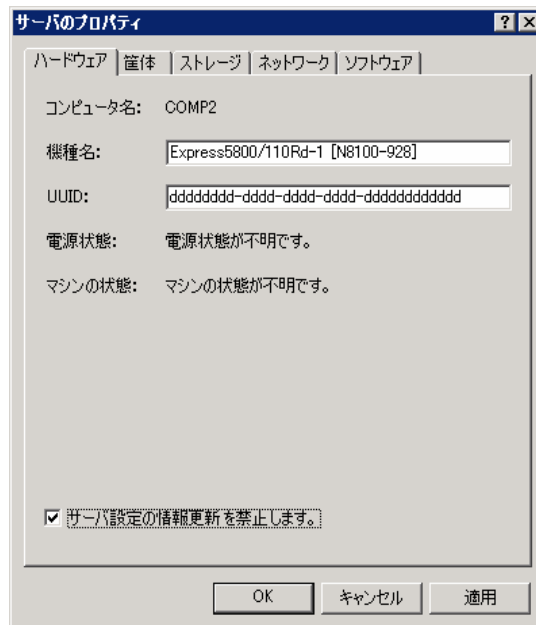 サーバのプロパティ
ハードウェア 筐体 ストレージ ネットワーク ソフトウェア
コンピュータ名: COMP2
機種名: Express5800/110Rd-1 [N8100-928]
UUID: dddddddd-dddd-dddd-dddd-dddddddddddd
電源状態: 電源状態が不明です。
マシンの状態: マシンの状態が不明です。
サーバ設定の情報更新を禁止します。
OK キャンセル 適用